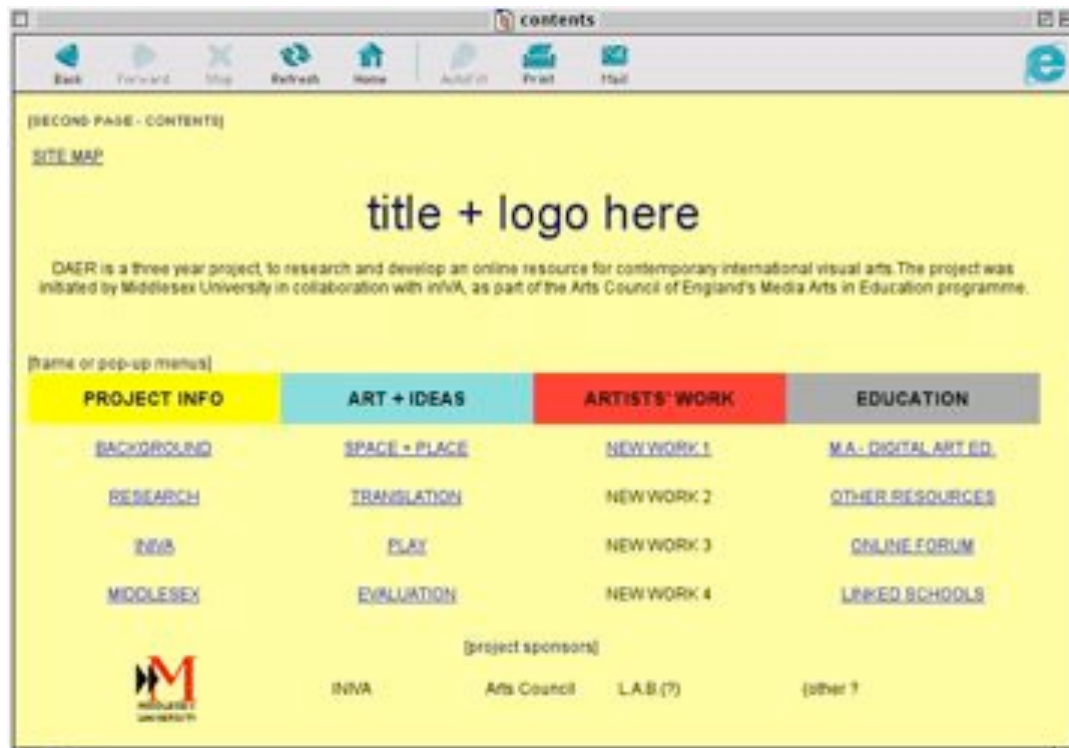 contents
Back Forward Stop Refresh Home AutoFill Print Mail
[SECOND PAGE - CONTENTS]
SITE MAP
title + logo here
DAER is a three year project, to research and develop an online resource for contemporary international visual arts. The project was
initiated by Middlesex University in collaboration with inIVA, as part of the Arts Council of England's Media Arts in Education programme.
[frame or pop-up menus]
PROJECT INFO ART + IDEAS ARTISTS' WORK EDUCATION
BACKGROUND SPACE + PLACE NEW WORK 1 M.A - DIGITAL ART ED.
RESEARCH TRANSLATION NEW WORK 2 OTHER RESOURCES
INIVA PLAY NEW WORK 3 ONLINE FORUM
MIDDLESEX EVALUATION NEW WORK 4 LINKED SCHOOLS
[project sponsors]
M
MIDDLESEX
UNIVERSITY
INIVA Arts Council L.A.B.(?) (other ?